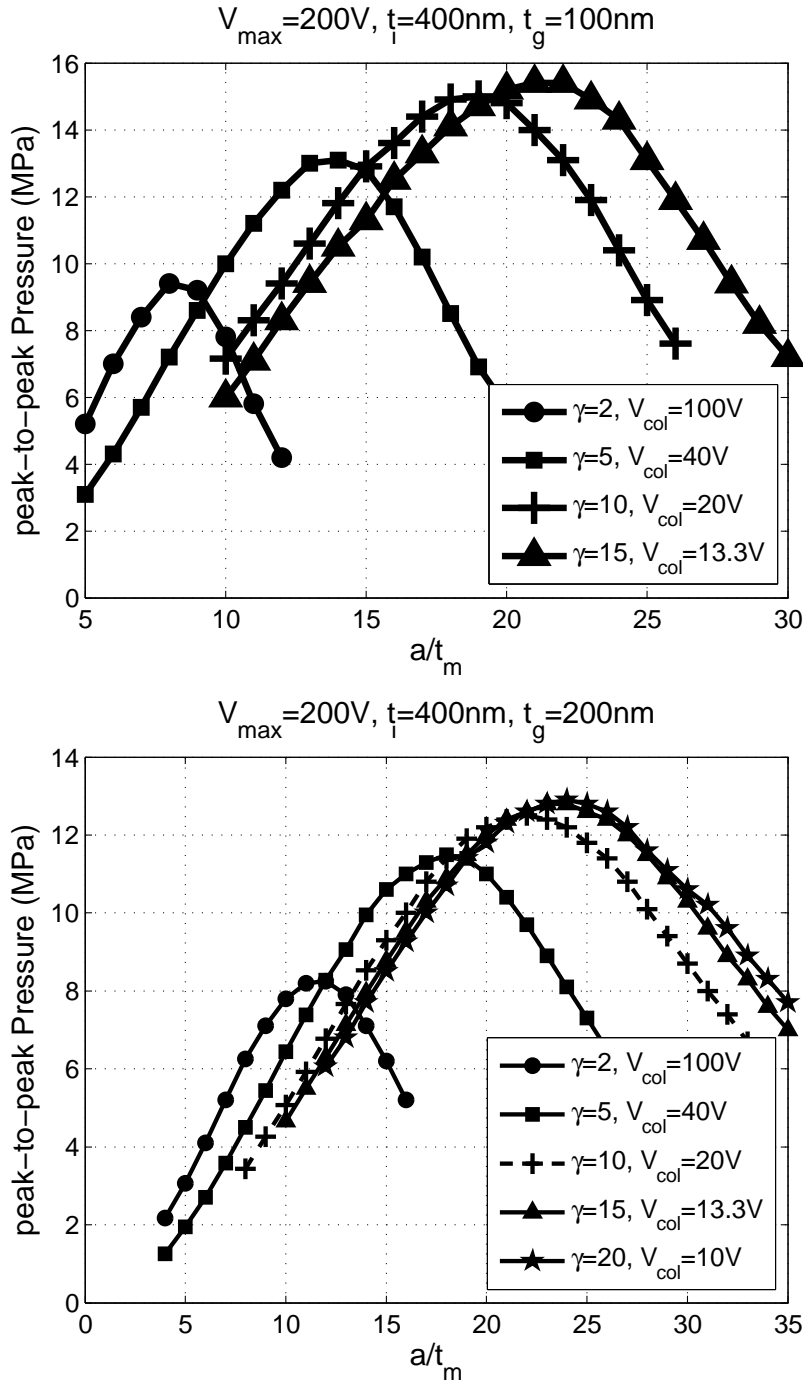 V_max=200V, t_i=400nm, t_g=100nm
peak−to−peak Pressure (MPa)
16
14
12
10
8
6
4
2
0
γ=2, V_col=100V
γ=5, V_col=40V
γ=10, V_col=20V
γ=15, V_col=13.3V
5 10 15 20 25 30
a/t_m
V_max=200V, t_i=400nm, t_g=200nm
peak−to−peak Pressure (MPa)
14
12
10
8
6
4
2
0
γ=2, V_col=100V
γ=5, V_col=40V
γ=10, V_col=20V
γ=15, V_col=13.3V
γ=20, V_col=10V
0 5 10 15 20 25 30 35
a/t_m